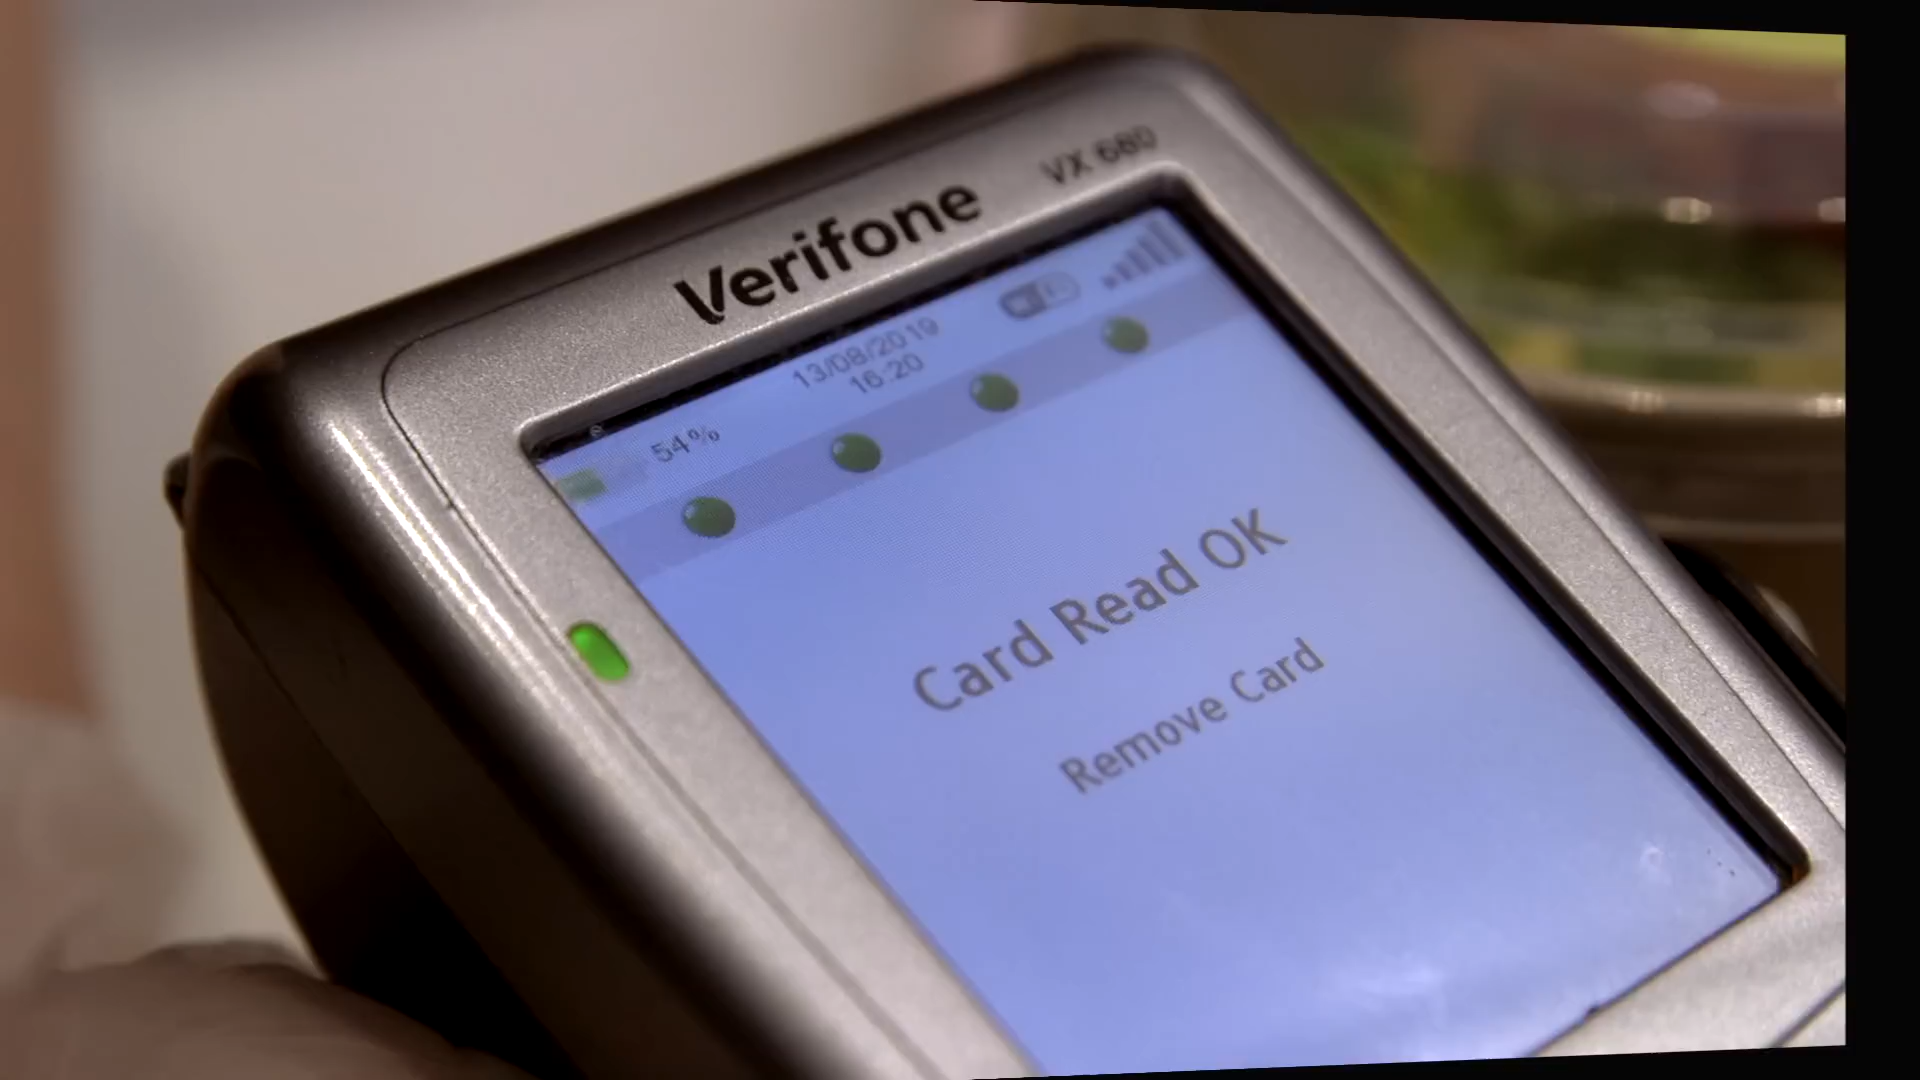 Verifone
VX 680
13/08/2019
16:20
54%
Card Read OK
Remove Card